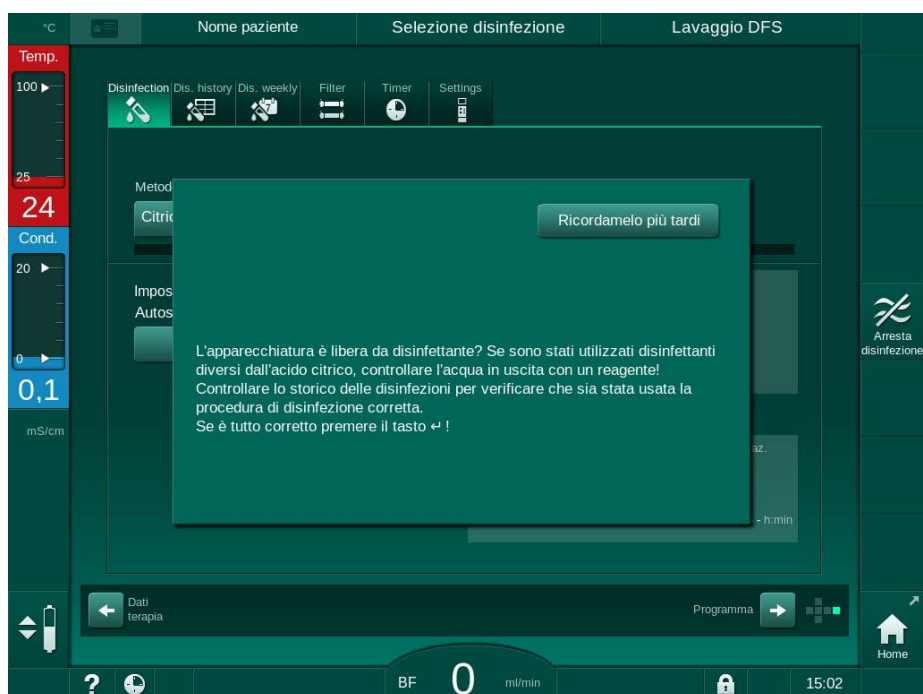 °C
Nome paziente
Selezione disinfezione
Lavaggio DFS
Temp.
100
25
24
Cond.
20
0
0,1
mS/cm
Disinfection
Dis. history
Dis. weekly
Filter
Timer
Settings
7
Metod
Citric
Impos
Autos
Ricordamelo più tardi
L'apparecchiatura è libera da disinfettante? Se sono stati utilizzati disinfettanti
diversi dall'acido citrico, controllare l'acqua in uscita con un reagente!
Controllare lo storico delle disinfezioni per verificare che sia stata usata la
procedura di disinfezione corretta.
Se è tutto corretto premere il tasto ↵ !
az.
- h:min
Arresta
disinfezione
Dati
terapia
Programma
Home
?
BF
0
ml/min
15:02